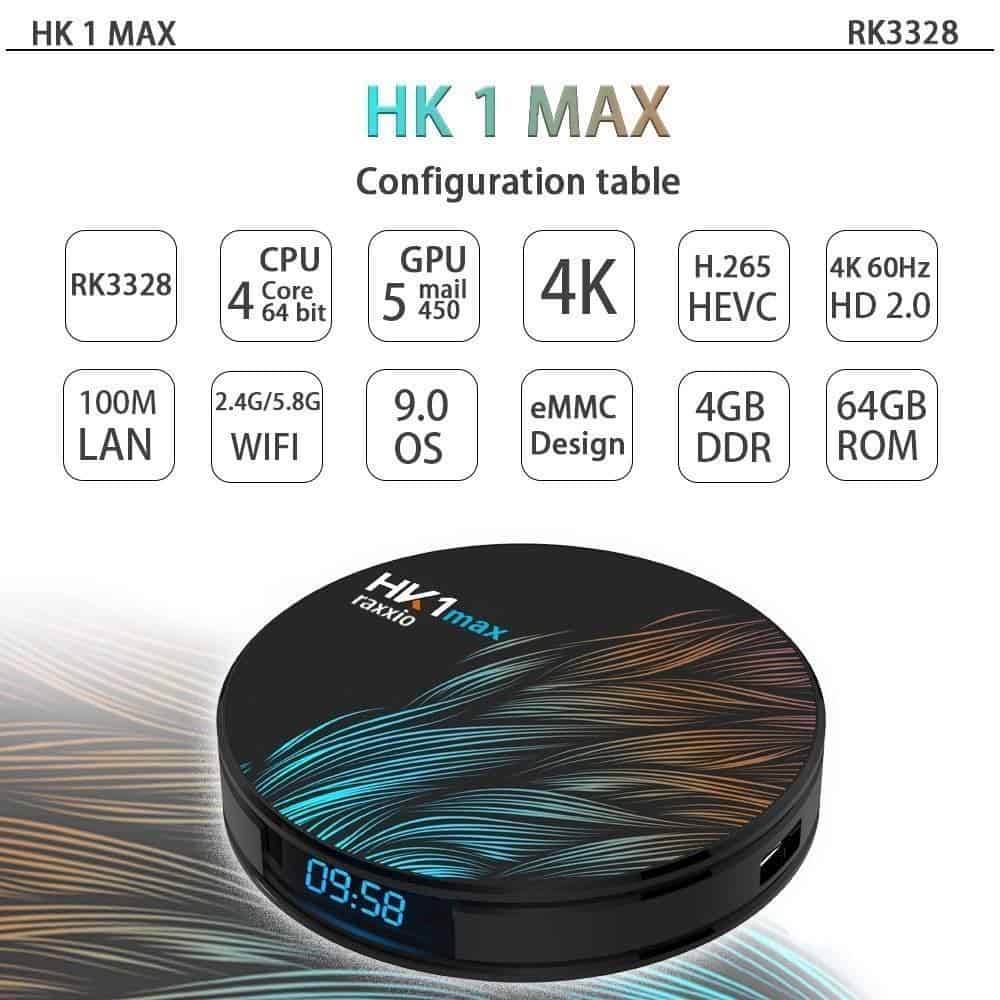 HK 1 MAX RK3328
HK 1 MAX
Configuration table
RK3328
CPU
4 Core
64 bit
GPU
5 mail
450
4K
H.265
HEVC
4K 60Hz
HD 2.0
100M
LAN
2.4G/5.8G
WIFI
9.0
OS
eMMC
Design
4GB
DDR
64GB
ROM
HK1max
raxxio
09:58